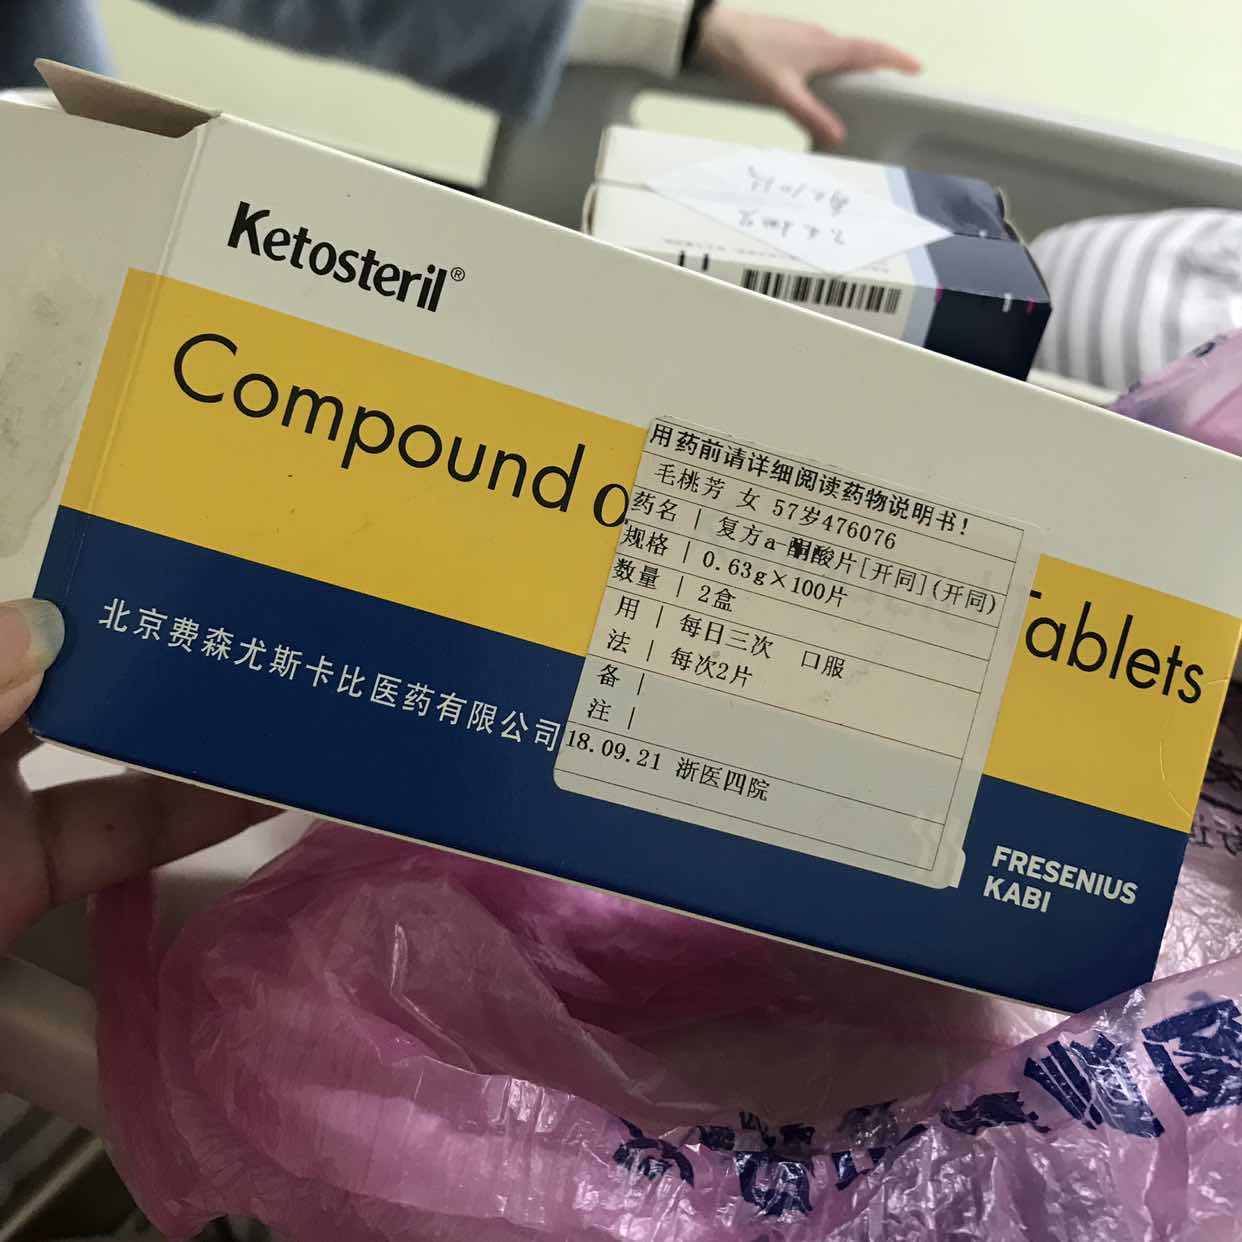 Ketosteril®
Compound α
Tablets
用药前请详细阅读药物说明书!
毛桃芳 女 57岁476076
药名 | 复方a-酮酸片[开同](开同)
规格 | 0.63g×100片
数量 | 2盒
用 | 每日三次 口服
法 | 每次2片
备 |
注 |
18.09.21 浙医四院
北京费森尤斯卡比医药有限公司
FRESENIUS
KABI